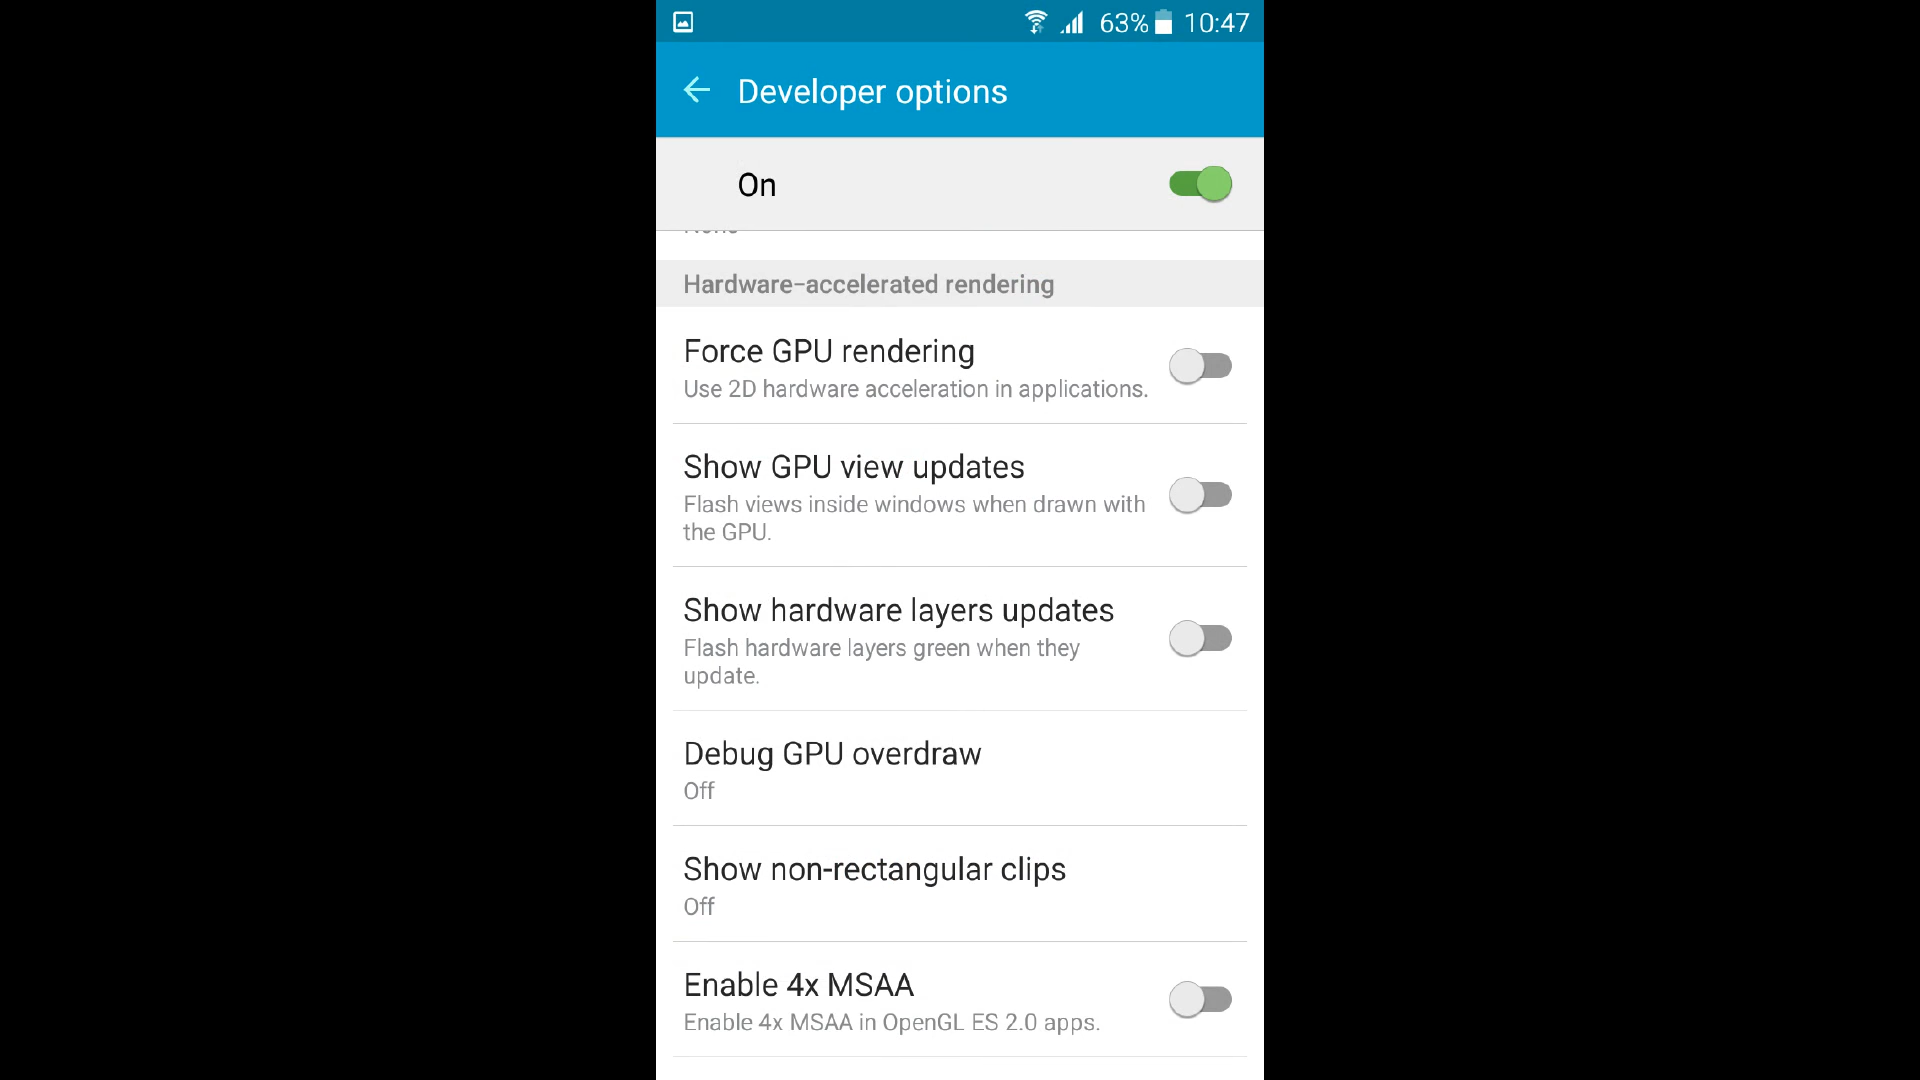 63% 10:47
Developer options
On
Hardware-accelerated rendering
Force GPU rendering
Use 2D hardware acceleration in applications.
Show GPU view updates
Flash views inside windows when drawn with
the GPU.
Show hardware layers updates
Flash hardware layers green when they
update.
Debug GPU overdraw
Off
Show non-rectangular clips
Off
Enable 4x MSAA
Enable 4x MSAA in OpenGL ES 2.0 apps.